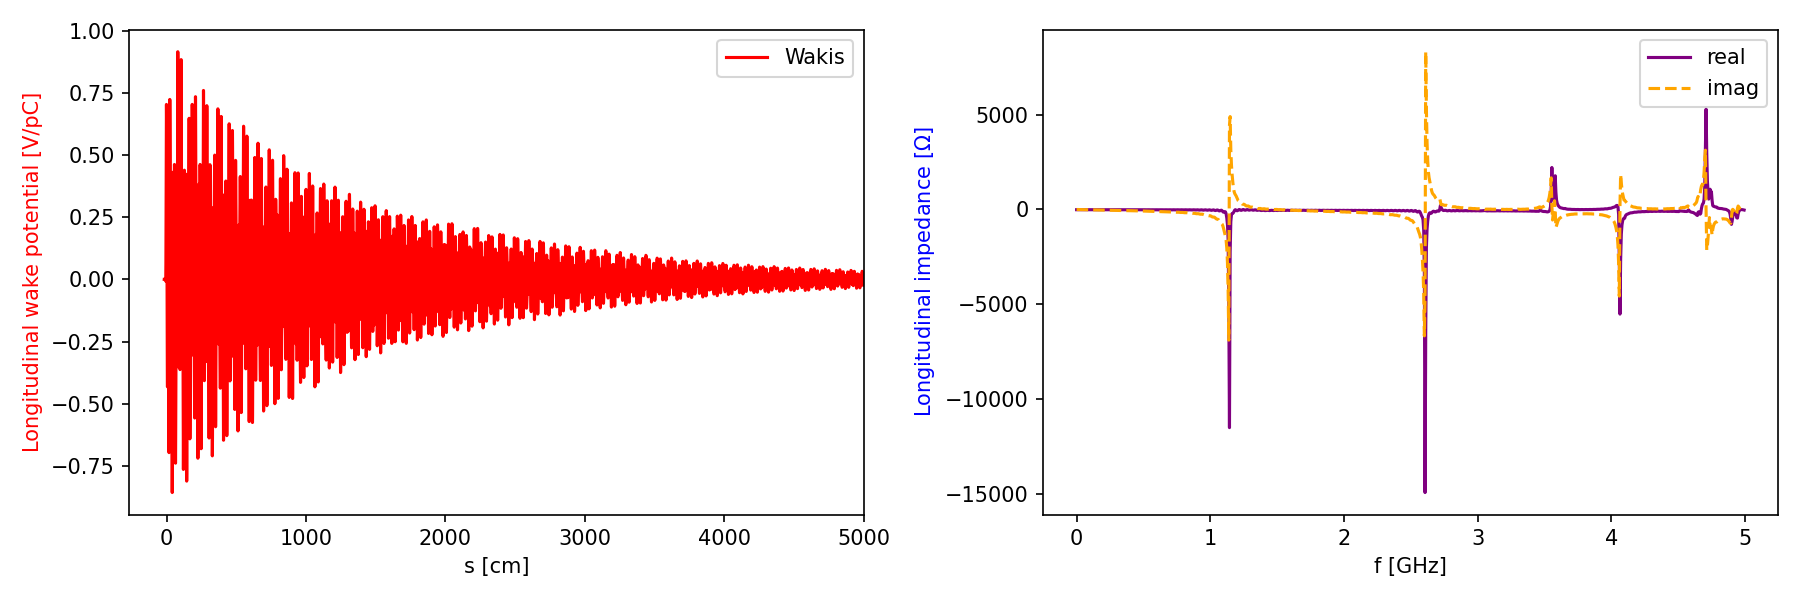 Longitudinal wake potential [V/pC]
1.00
0.75
0.50
0.25
0.00
−0.25
−0.50
−0.75
0 1000 2000 3000 4000 5000
s [cm]
Wakis
Longitudinal impedance [Ω]
5000
0
−5000
−10000
−15000
0 1 2 3 4 5
f [GHz]
real
imag